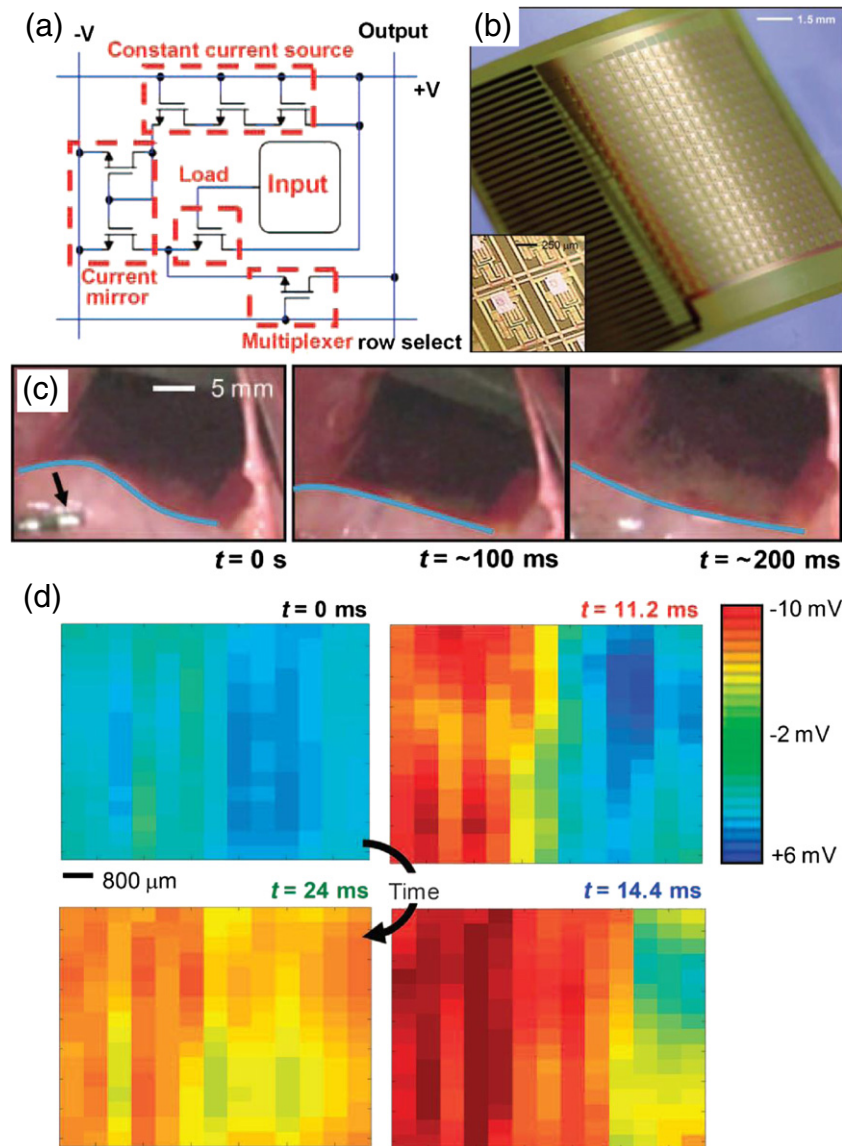 (a)
-V
Constant current source
Output
+V
Load
Input
Current
mirror
Multiplexer row select
(b)
1.5 mm
250 μm
(c)
5 mm
t = 0 s
t = ~100 ms
t = ~200 ms
(d)
t = 0 ms
t = 11.2 ms
-10 mV
-2 mV
+6 mV
800 μm
t = 24 ms
Time
t = 14.4 ms